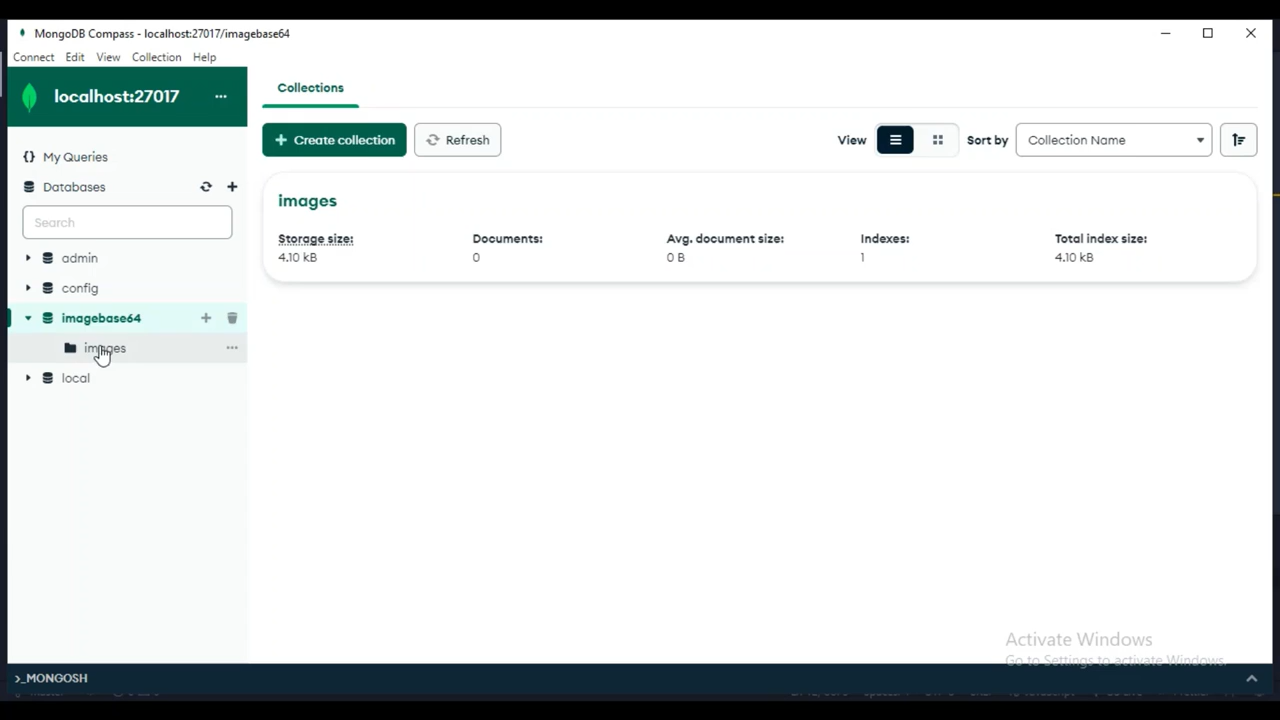 MongoDB Compass - localhost:27017/imagebase64
Connect Edit View Collection Help
localhost:27017 ...
Collections
+ Create collection
Refresh
View
Sort by
Collection Name
{} My Queries
Databases
Search
admin
config
imagebase64
images
local
images
Storage size: Documents: Avg. document size: Indexes: Total index size:
4.10 kB 0 0 B 1 4.10 kB
Activate Windows
Go to Settings to activate Windows.
>_MONGOSH